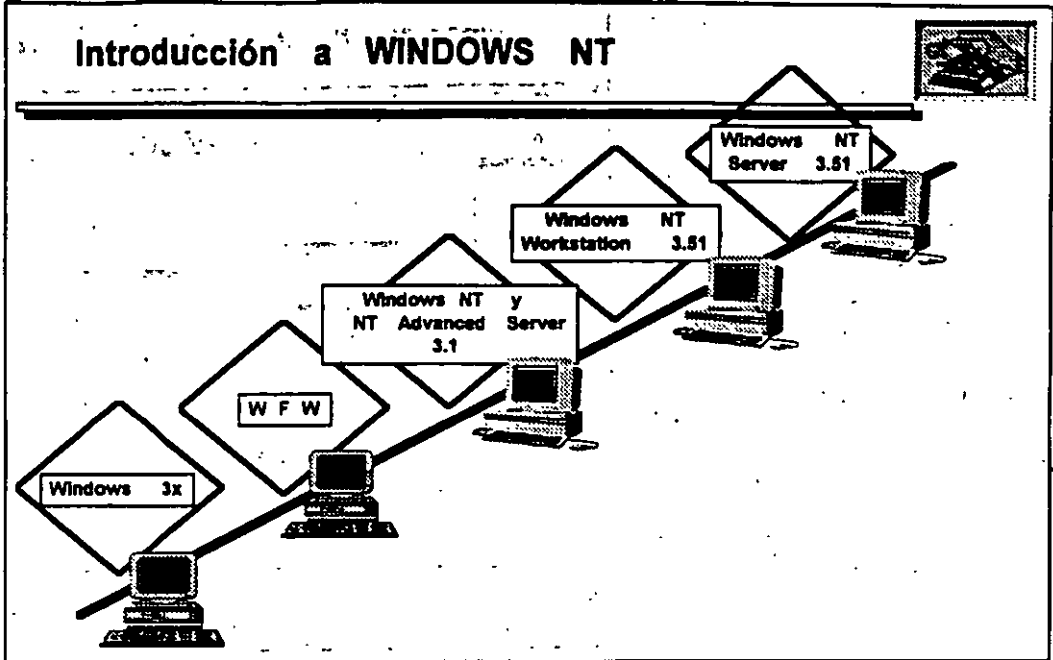 Introducción a WINDOWS NT
Windows NT
Server 3.51
Windows NT
Workstation 3.51
Windows NT y
NT Advanced Server
3.1
W F W
Windows 3x